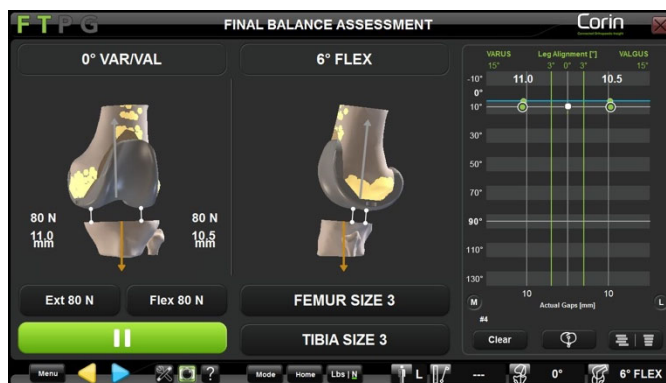 F T P G
FINAL BALANCE ASSESSMENT
Corin
0° VAR/VAL
6° FLEX
80 N
11.0
mm
80 N
10.5
mm
Ext 80 N
Flex 80 N
FEMUR SIZE 3
TIBIA SIZE 3
VARUS
Leg Alignment [°]
VALGUS
15°
3°
0°
3°
15°
-10°
11.0
10.5
0°
10°
30°
50°
70°
90°
110°
130°
10
10
M
Actual Gaps [mm]
L
#4
Clear
Menu
?
Mode
Home
Lbs | N
L
---
0°
6° FLEX